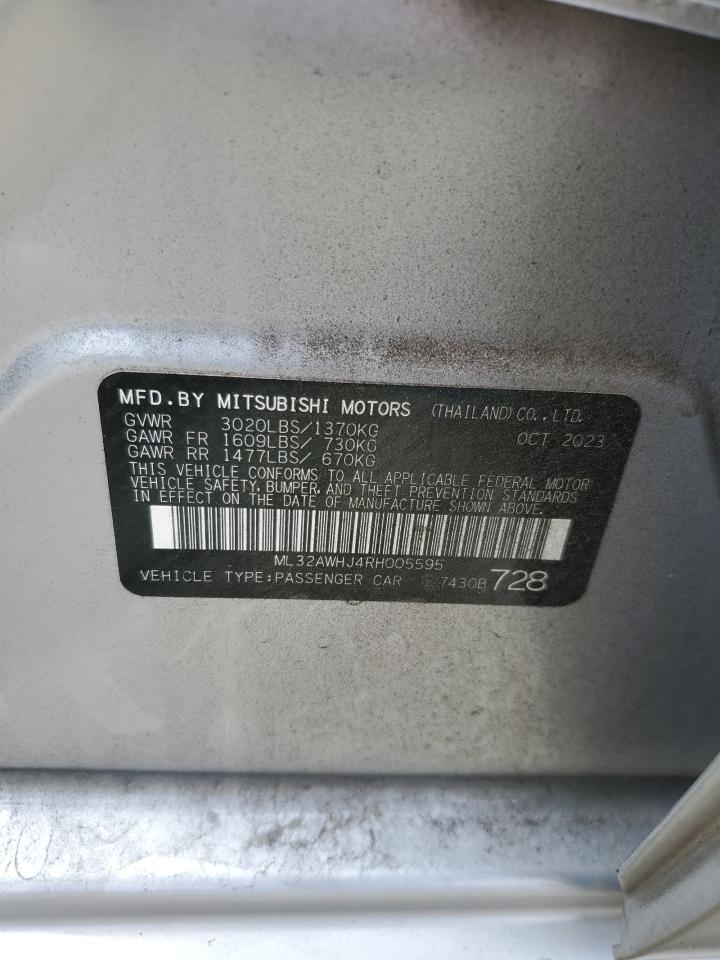 MFD.BY MITSUBISHI MOTORS (THAILAND)CO.,LTD.
GVWR 3020LBS/1370KG OCT 2023
GAWR FR 1609LBS/ 730KG
GAWR RR 1477LBS/ 670KG
THIS VEHICLE CONFORMS TO ALL APPLICABLE FEDERAL MOTOR
VEHICLE SAFETY, BUMPER, AND THEFT PREVENTION STANDARDS
IN EFFECT ON THE DATE OF MANUFACTURE SHOWN ABOVE.
ML32AWHJ4RH005595
VEHICLE TYPE:PASSENGER CAR 7430B 728